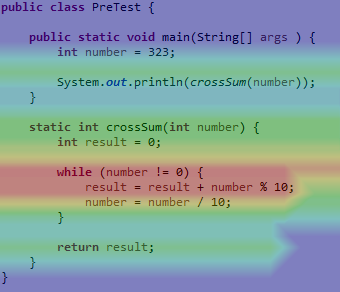 public class PreTest {
public static void main(String[] args ) {
int number = 323;
System.out.println(crossSum(number));
}
static int crossSum(int number) {
int result = 0;
while (number != 0) {
result = result + number % 10;
number = number / 10;
}
return result;
}
}